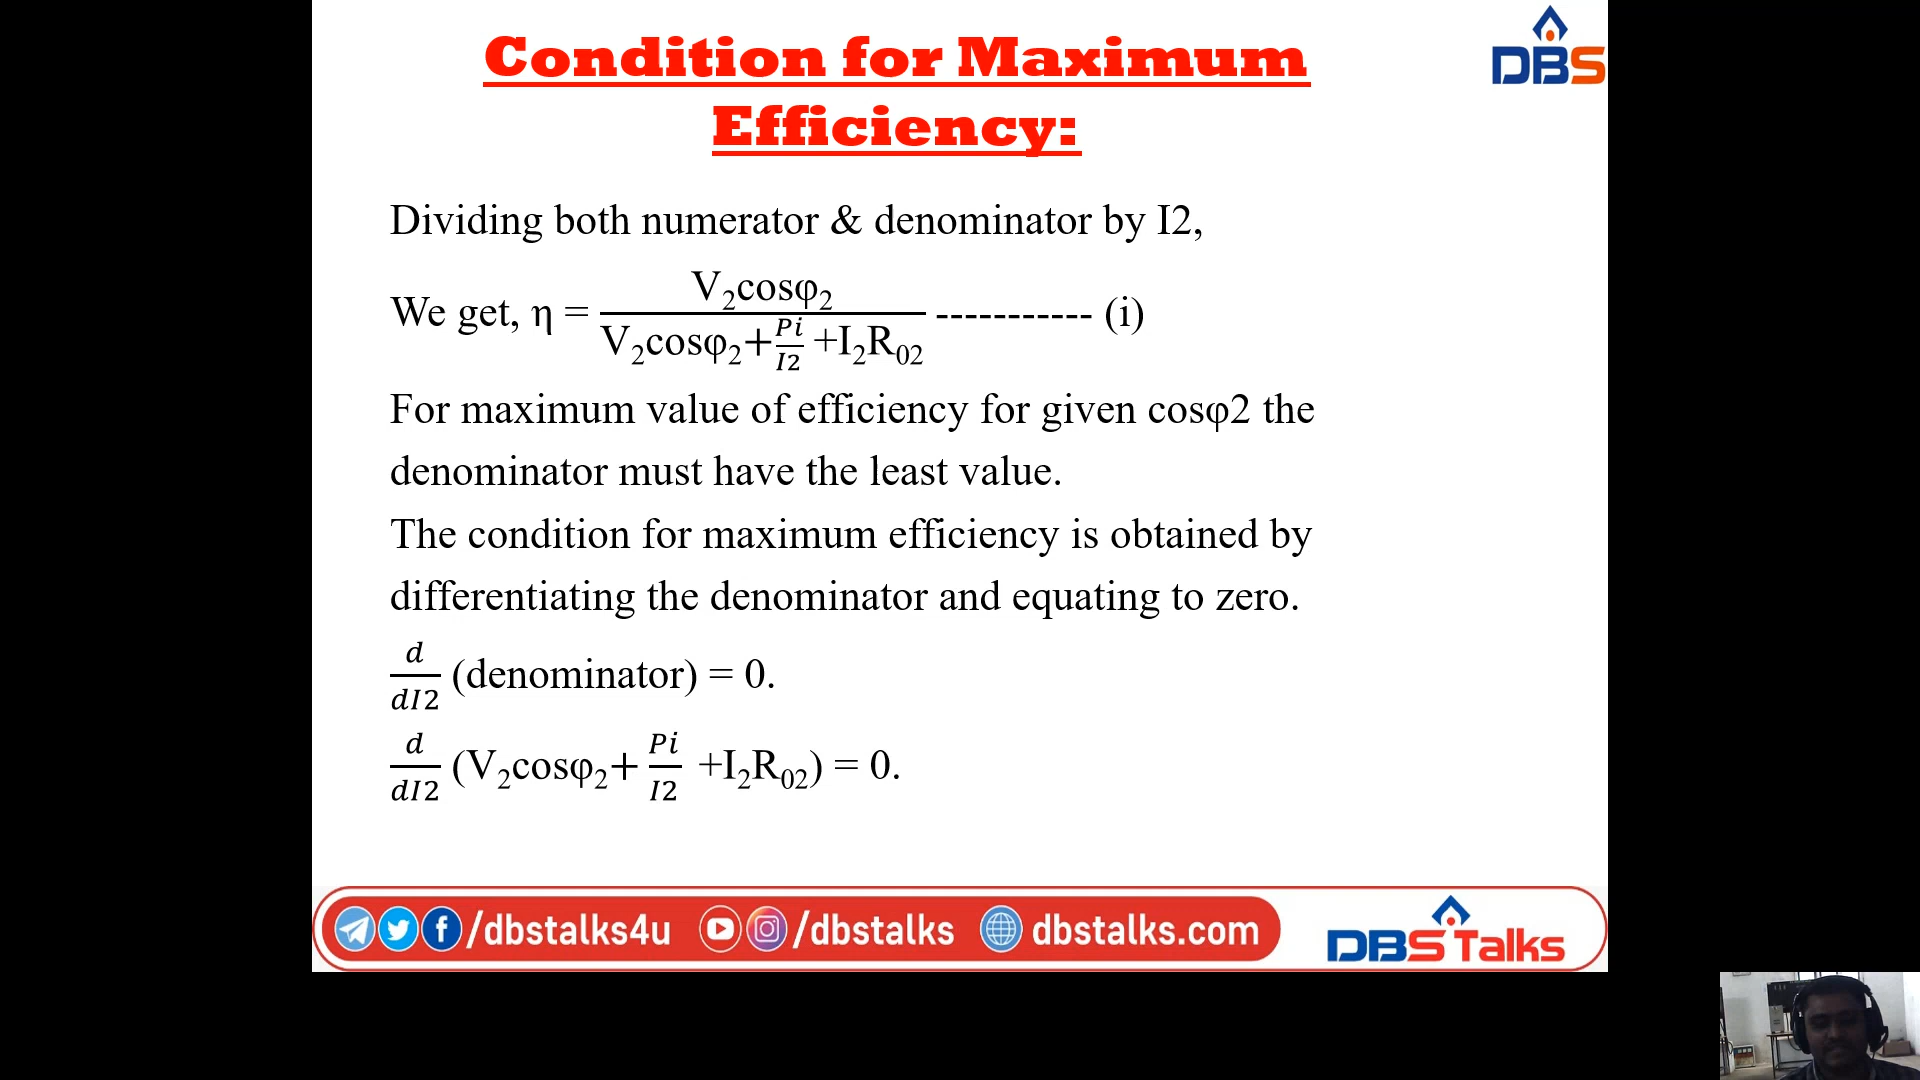 Condition for Maximum
Efficiency:
DBS
Dividing both numerator & denominator by I2,
We get, η = V₂cosφ₂ / (V₂cosφ₂+Pi/I2 +I₂R₀₂) ----------- (i)
For maximum value of efficiency for given cosφ2 the
denominator must have the least value.
The condition for maximum efficiency is obtained by
differentiating the denominator and equating to zero.
d/dI2 (denominator) = 0.
d/dI2 (V₂cosφ₂+ Pi/I2 +I₂R₀₂) = 0.
/dbstalks4u /dbstalks dbstalks.com DBS Talks